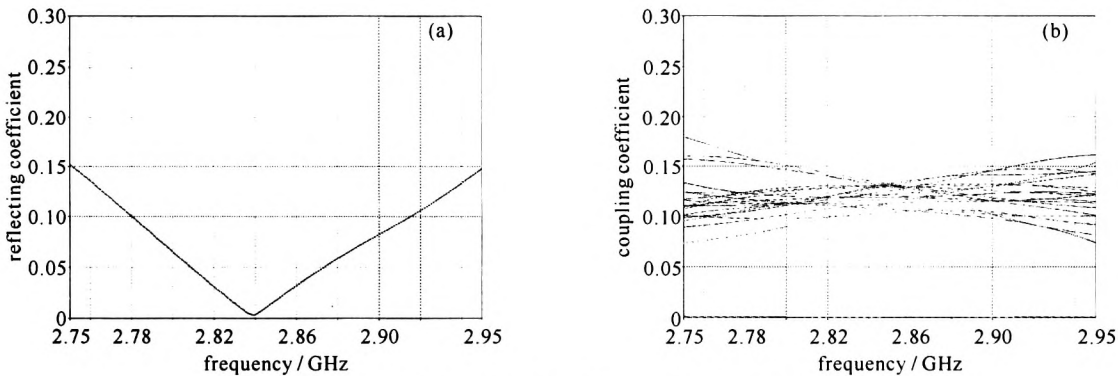 (a)
reflecting coefficient
0.30
0.25
0.20
0.15
0.10
0.05
0
2.75 2.78 2.82 2.86 2.90 2.95
frequency / GHz
(b)
coupling coefficient
0.30
0.25
0.20
0.15
0.10
0.05
0
2.75 2.78 2.82 2.86 2.90 2.95
frequency / GHz